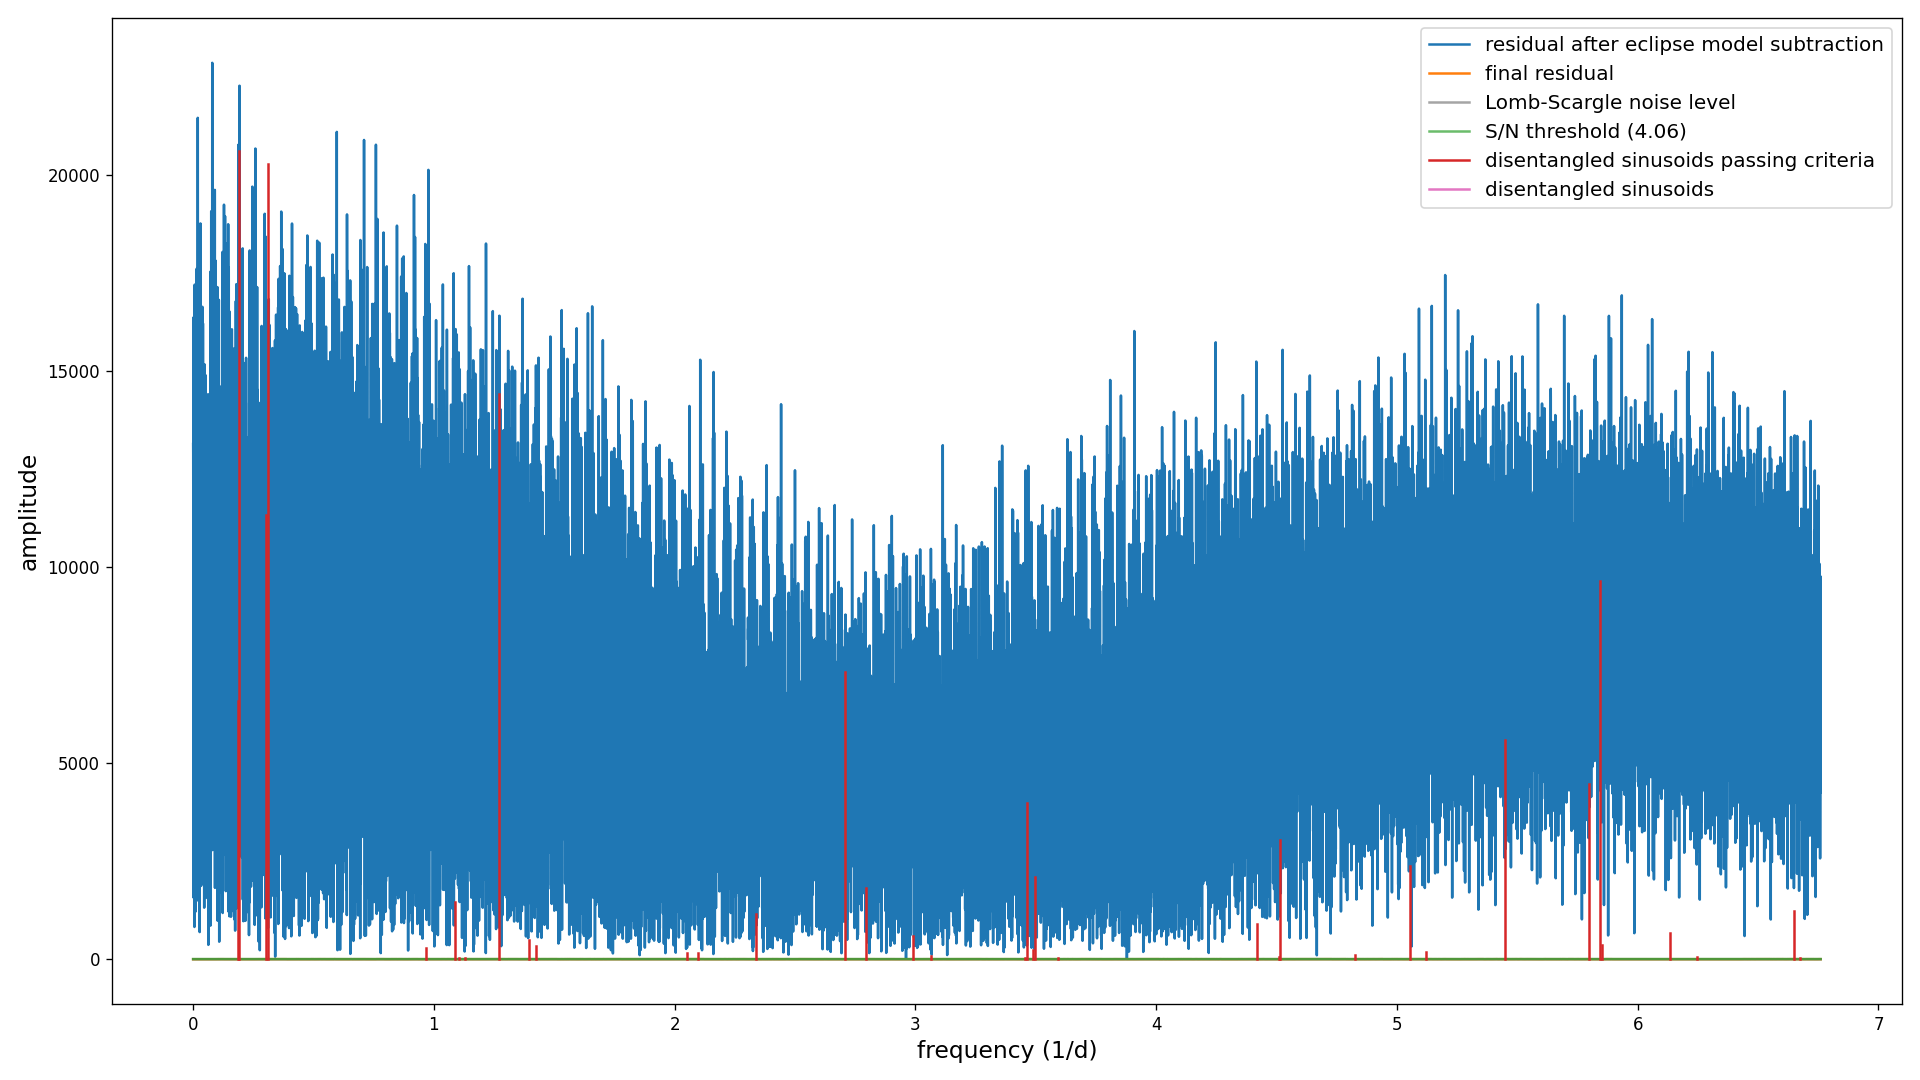 residual after eclipse model subtraction
final residual
Lomb-Scargle noise level
S/N threshold (4.06)
disentangled sinusoids passing criteria
disentangled sinusoids
amplitude
20000
15000
10000
5000
0
0 1 2 3 4 5 6 7
frequency (1/d)